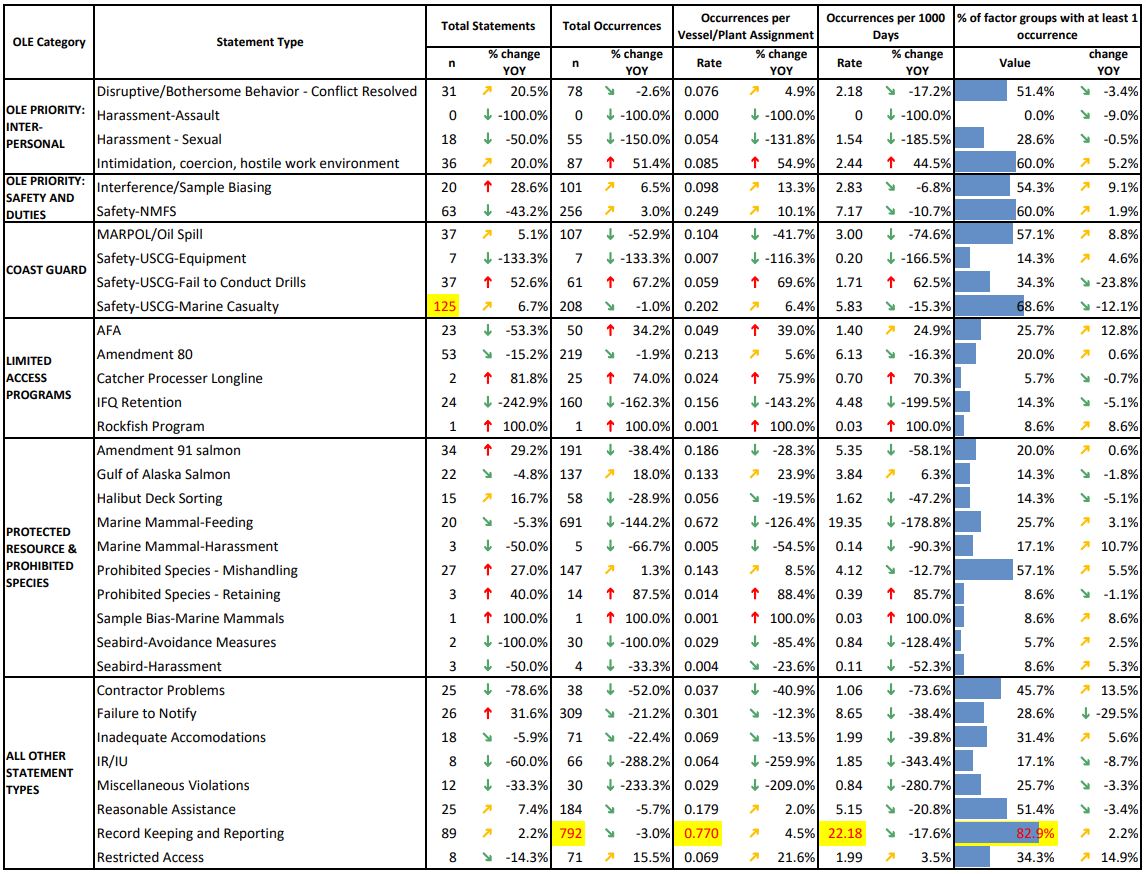 OLE Category Statement Type Total Statements Total Occurrences Occurrences per Vessel/Plant Assignment Occurrences per 1000 Days % of factor groups with at least 1 occurrence
n % change YOY n % change YOY Rate % change YOY Rate % change YOY Value change YOY
OLE PRIORITY: INTER-PERSONAL
Disruptive/Bothersome Behavior - Conflict Resolved 31 ↗ 20.5% 78 ↘ -2.6% 0.076 ↗ 4.9% 2.18 ↘ -17.2% 51.4% ↘ -3.4%
Harassment-Assault 0 ↓ -100.0% 0 ↓ -100.0% 0.000 ↓ -100.0% 0 ↓ -100.0% 0.0% ↘ -9.0%
Harassment - Sexual 18 ↓ -50.0% 55 ↓ -150.0% 0.054 ↓ -131.8% 1.54 ↓ -185.5% 28.6% ↘ -0.5%
Intimidation, coercion, hostile work environment 36 ↗ 20.0% 87 ↑ 51.4% 0.085 ↑ 54.9% 2.44 ↑ 44.5% 60.0% ↗ 5.2%
OLE PRIORITY: SAFETY AND DUTIES
Interference/Sample Biasing 20 ↑ 28.6% 101 ↗ 6.5% 0.098 ↗ 13.3% 2.83 ↘ -6.8% 54.3% ↗ 9.1%
Safety-NMFS 63 ↓ -43.2% 256 ↗ 3.0% 0.249 ↗ 10.1% 7.17 ↘ -10.7% 60.0% ↗ 1.9%
COAST GUARD
MARPOL/Oil Spill 37 ↗ 5.1% 107 ↓ -52.9% 0.104 ↓ -41.7% 3.00 ↓ -74.6% 57.1% ↗ 8.8%
Safety-USCG-Equipment 7 ↓ -133.3% 7 ↓ -133.3% 0.007 ↓ -116.3% 0.20 ↓ -166.5% 14.3% ↗ 4.6%
Safety-USCG-Fail to Conduct Drills 37 ↑ 52.6% 61 ↑ 67.2% 0.059 ↑ 69.6% 1.71 ↑ 62.5% 34.3% ↘ -23.8%
Safety-USCG-Marine Casualty 125 ↗ 6.7% 208 ↘ -1.0% 0.202 ↗ 6.4% 5.83 ↘ -15.3% 68.6% ↘ -12.1%
LIMITED ACCESS PROGRAMS
AFA 23 ↓ -53.3% 50 ↑ 34.2% 0.049 ↑ 39.0% 1.40 ↗ 24.9% 25.7% ↗ 12.8%
Amendment 80 53 ↘ -15.2% 219 ↘ -1.9% 0.213 ↗ 5.6% 6.13 ↘ -16.3% 20.0% ↗ 0.6%
Catcher Processer Longline 2 ↑ 81.8% 25 ↑ 74.0% 0.024 ↑ 75.9% 0.70 ↑ 70.3% 5.7% ↘ -0.7%
IFQ Retention 24 ↓ -242.9% 160 ↓ -162.3% 0.156 ↓ -143.2% 4.48 ↓ -199.5% 14.3% ↘ -5.1%
Rockfish Program 1 ↑ 100.0% 1 ↑ 100.0% 0.001 ↑ 100.0% 0.03 ↑ 100.0% 8.6% ↗ 8.6%
PROTECTED RESOURCE & PROHIBITED SPECIES
Amendment 91 salmon 34 ↑ 29.2% 191 ↓ -38.4% 0.186 ↓ -28.3% 5.35 ↓ -58.1% 20.0% ↗ 0.6%
Gulf of Alaska Salmon 22 ↘ -4.8% 137 ↗ 18.0% 0.133 ↗ 23.9% 3.84 ↗ 6.3% 14.3% ↘ -1.8%
Halibut Deck Sorting 15 ↗ 16.7% 58 ↓ -28.9% 0.056 ↘ -19.5% 1.62 ↓ -47.2% 14.3% ↘ -5.1%
Marine Mammal-Feeding 20 ↘ -5.3% 691 ↓ -144.2% 0.672 ↓ -126.4% 19.35 ↓ -178.8% 25.7% ↗ 3.1%
Marine Mammal-Harassment 3 ↓ -50.0% 5 ↓ -66.7% 0.005 ↓ -54.5% 0.14 ↓ -90.3% 17.1% ↗ 10.7%
Prohibited Species - Mishandling 27 ↑ 27.0% 147 ↗ 1.3% 0.143 ↗ 8.5% 4.12 ↘ -12.7% 57.1% ↗ 5.5%
Prohibited Species - Retaining 3 ↑ 40.0% 14 ↑ 87.5% 0.014 ↑ 88.4% 0.39 ↑ 85.7% 8.6% ↘ -1.1%
Sample Bias-Marine Mammals 1 ↑ 100.0% 1 ↑ 100.0% 0.001 ↑ 100.0% 0.03 ↑ 100.0% 8.6% ↗ 8.6%
Seabird-Avoidance Measures 2 ↓ -100.0% 30 ↓ -100.0% 0.029 ↓ -85.4% 0.84 ↓ -128.4% 5.7% ↗ 2.5%
Seabird-Harassment 3 ↓ -50.0% 4 ↓ -33.3% 0.004 ↘ -23.6% 0.11 ↓ -52.3% 8.6% ↗ 5.3%
ALL OTHER STATEMENT TYPES
Contractor Problems 25 ↓ -78.6% 38 ↓ -52.0% 0.037 ↓ -40.9% 1.06 ↓ -73.6% 45.7% ↗ 13.5%
Failure to Notify 26 ↑ 31.6% 309 ↘ -21.2% 0.301 ↘ -12.3% 8.65 ↓ -38.4% 28.6% ↓ -29.5%
Inadequate Accomodations 18 ↘ -5.9% 71 ↘ -22.4% 0.069 ↘ -13.5% 1.99 ↓ -39.8% 31.4% ↗ 5.6%
IR/IU 8 ↓ -60.0% 66 ↓ -288.2% 0.064 ↓ -259.9% 1.85 ↓ -343.4% 17.1% ↘ -8.7%
Miscellaneous Violations 12 ↓ -33.3% 30 ↓ -233.3% 0.029 ↓ -209.0% 0.84 ↓ -280.7% 25.7% ↘ -3.3%
Reasonable Assistance 25 ↗ 7.4% 184 ↘ -5.7% 0.179 ↗ 2.0% 5.15 ↘ -20.8% 51.4% ↘ -3.4%
Record Keeping and Reporting 89 ↗ 2.2% 792 ↘ -3.0% 0.770 ↗ 4.5% 22.18 ↘ -17.6% 82.9% ↗ 2.2%
Restricted Access 8 ↘ -14.3% 71 ↗ 15.5% 0.069 ↗ 21.6% 1.99 ↗ 3.5% 34.3% ↗ 14.9%